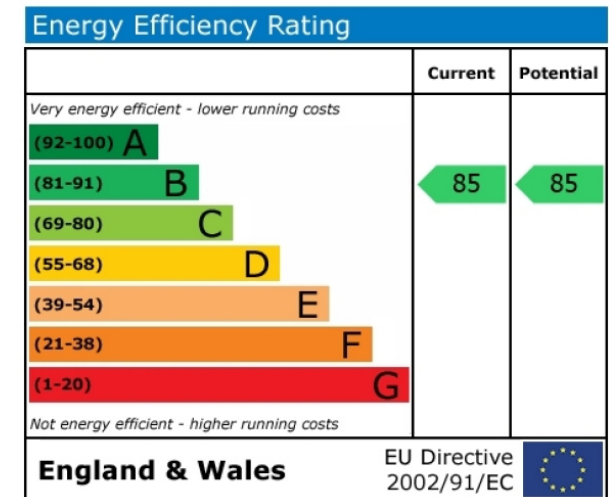 Energy Efficiency Rating
Current Potential
Very energy efficient - lower running costs
(92-100) A
(81-91) B 85 85
(69-80) C
(55-68) D
(39-54) E
(21-38) F
(1-20) G
Not energy efficient - higher running costs
England & Wales
EU Directive
2002/91/EC